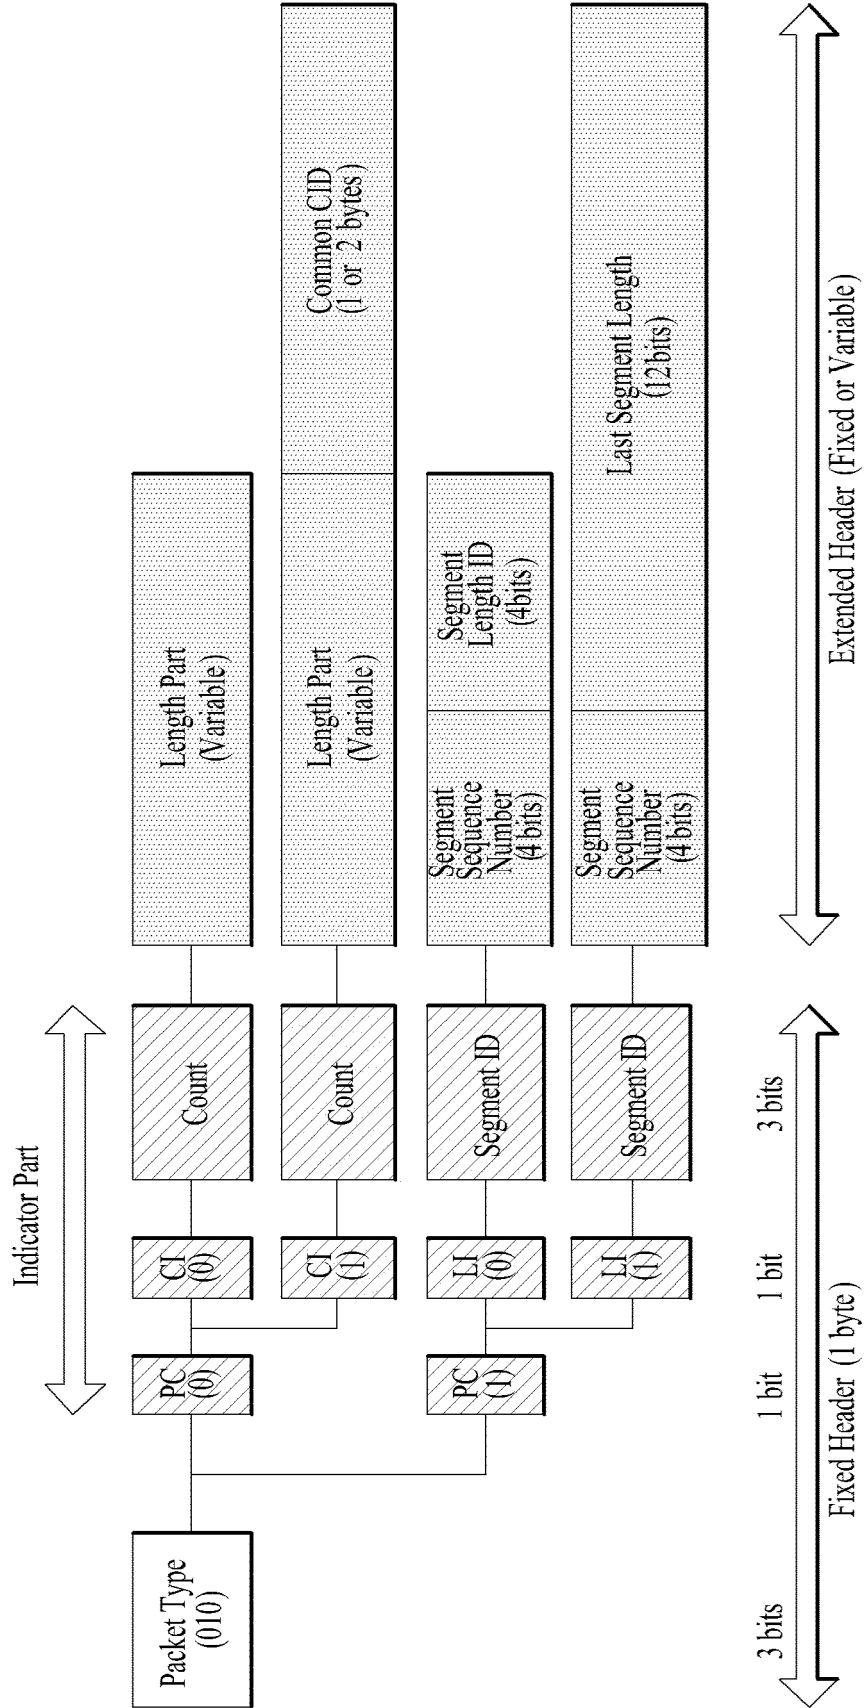 Indicator Part
Packet Type
(010)
PC
(0)
CI
(0)
Count
Length Part
(Variable)
CI
(1)
Count
Length Part
(Variable)
Common CID
(1 or 2 bytes)
PC
(1)
LI
(0)
Segment ID
Segment
Sequence
Number
(4 bits)
Segment
Length ID
(4bits)
LI
(1)
Segment ID
Segment
Sequence
Number
(4 bits)
Last Segment Length
(12bits)
3 bits
1 bit
1 bit
3 bits
Fixed Header (1 byte)
Extended Header (Fixed or Variable)